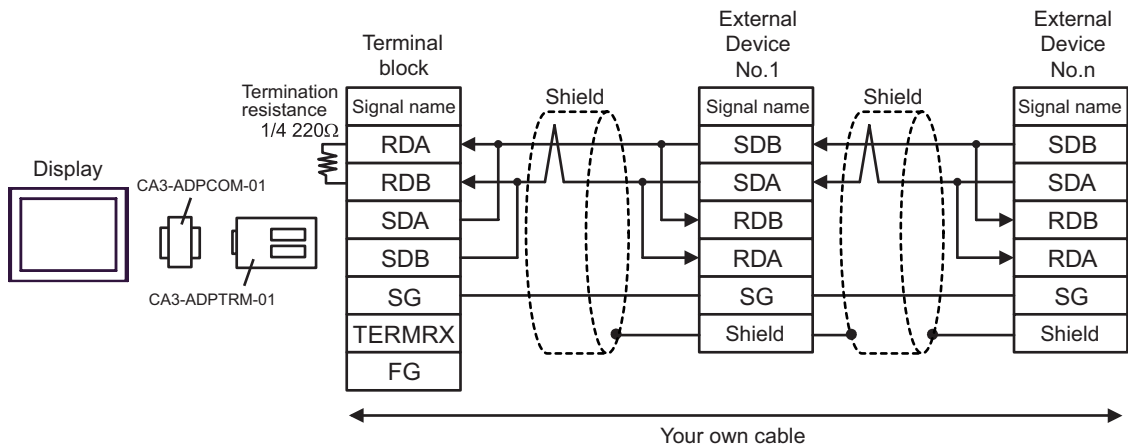 External
Device
No.1
External
Device
No.n
Terminal
block
Termination
resistance
1/4 220Ω
Signal name
RDA
RDB
SDA
SDB
SG
TERMRX
FG
Shield
Signal name
SDB
SDA
RDB
RDA
SG
Shield
Shield
Signal name
SDB
SDA
RDB
RDA
SG
Shield
Display
CA3-ADPCOM-01
CA3-ADPTRM-01
Your own cable